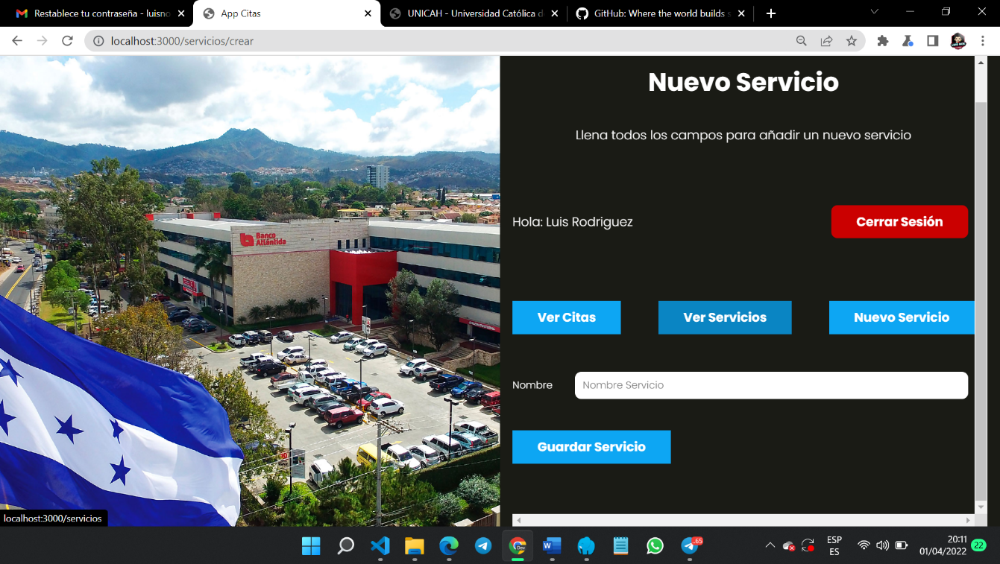 Restablece tu contraseña - luisno
App Citas
UNICAH - Universidad Católica d
GitHub: Where the world builds s
localhost:3000/servicios/crear
Nuevo Servicio
Llena todos los campos para añadir un nuevo servicio
Hola: Luis Rodriguez
Cerrar Sesión
Banco
Atlántida
Ver Citas
Ver Servicios
Nuevo Servicio
Nombre
Nombre Servicio
Guardar Servicio
localhost:3000/servicios
Dev
W
65
ESP
ES
20:11
01/04/2022
22